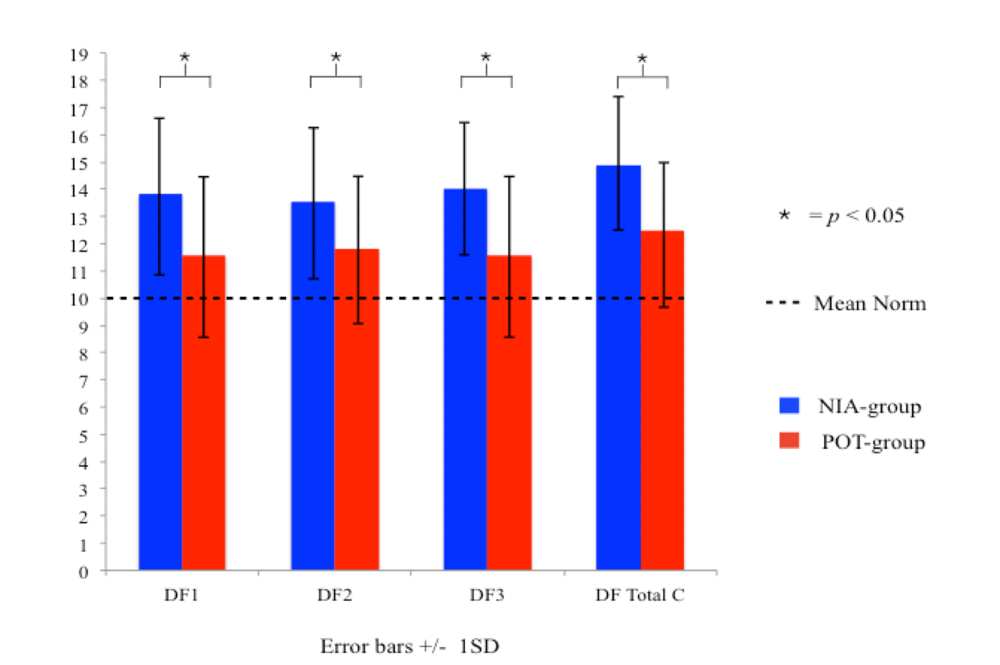 19
18
17
16
15
14
13
12
11
10
9
8
7
6
5
4
3
2
1
0
* * * *
DF1 DF2 DF3 DF Total C
Error bars +/- 1SD
* = p < 0.05
Mean Norm
NIA-group
POT-group